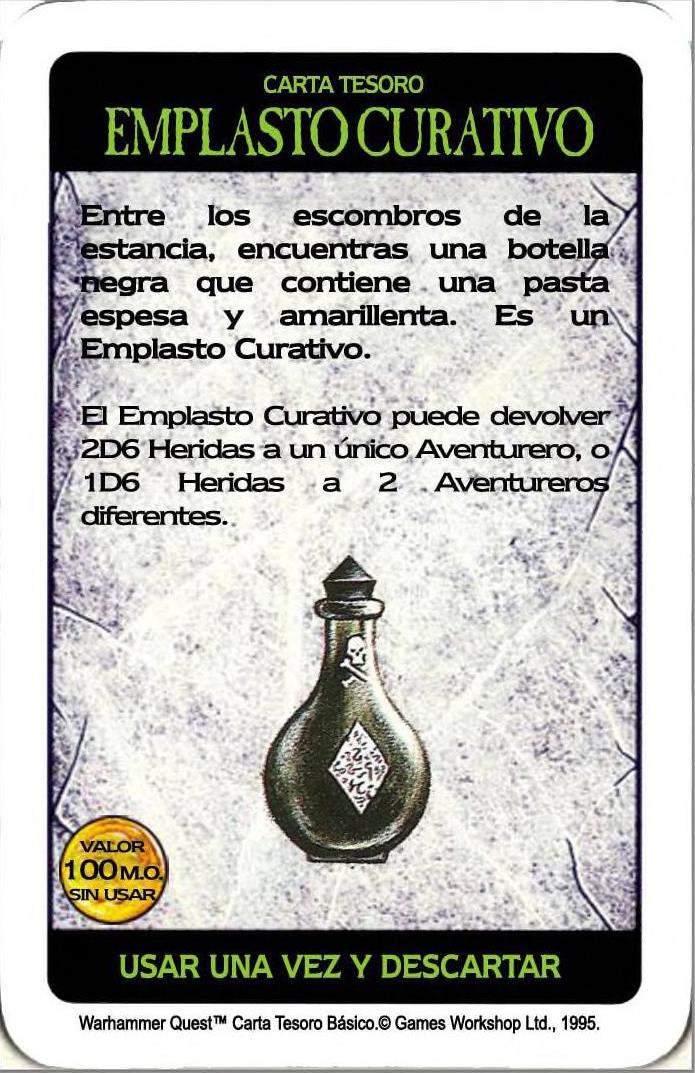 CARTA TESORO
EMPLASTO CURATIVO
Entre los escombros de la
estancia, encuentras una botella
negra que contiene una pasta
espesa y amarillenta. Es un
Emplasto Curativo.
El Emplasto Curativo puede devolver
2D6 Heridas a un único Aventurero, o
1D6 Heridas a 2 Aventureros
diferentes.
VALOR
100 M.O.
SIN USAR
USAR UNA VEZ Y DESCARTAR
Warhammer Quest™ Carta Tesoro Básico.© Games Workshop Ltd., 1995.